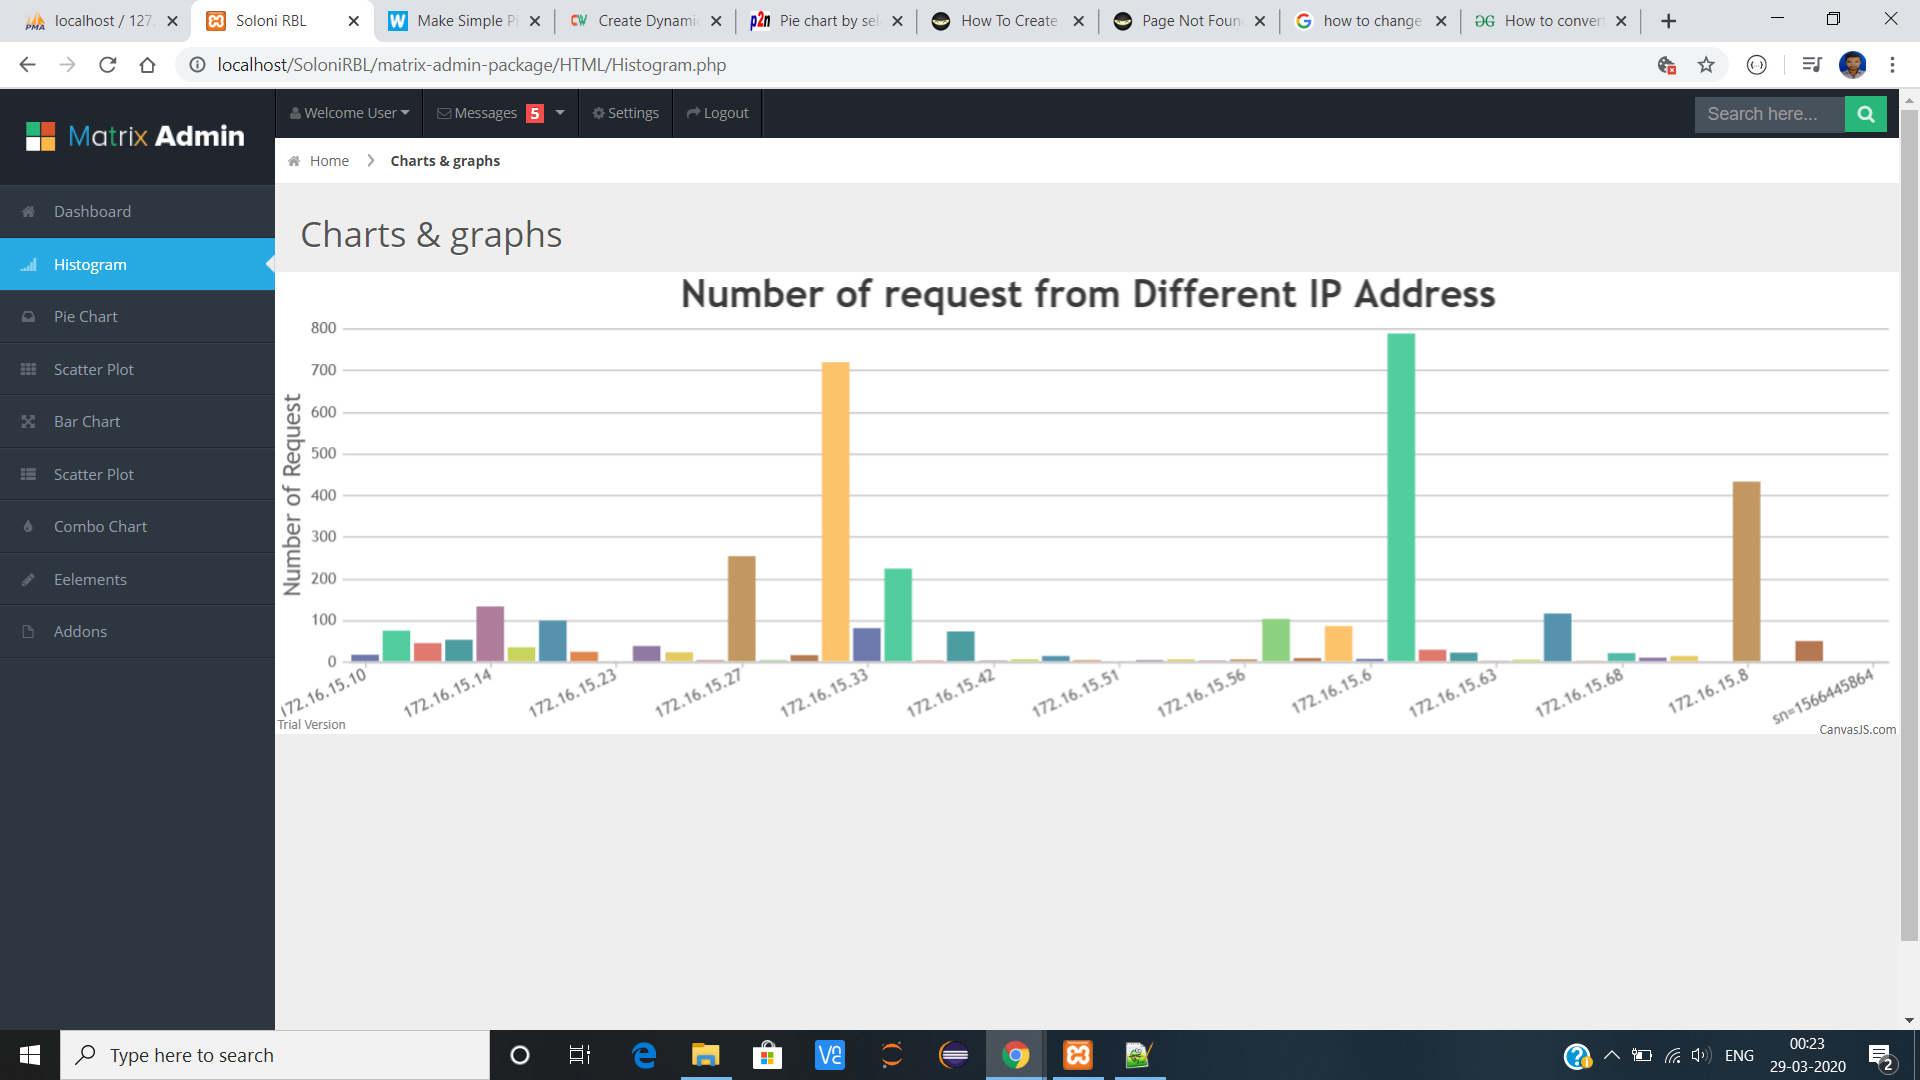 localhost / 127.
Soloni RBL
Make Simple P
Create Dynami
Pie chart by sel
How To Create
Page Not Foun
how to change
How to convert
localhost/SoloniRBL/matrix-admin-package/HTML/Histogram.php
Matrix Admin
Welcome User
Messages 5
Settings
Logout
Search here...
Home
Charts & graphs
Dashboard
Histogram
Pie Chart
Scatter Plot
Bar Chart
Scatter Plot
Combo Chart
Eelements
Addons
Charts & graphs
Number of request from Different IP Address
Number of Request
800
700
600
500
400
300
200
100
0
172.16.15.10
172.16.15.14
172.16.15.23
172.16.15.27
172.16.15.33
172.16.15.42
172.16.15.51
172.16.15.56
172.16.15.6
172.16.15.63
172.16.15.68
172.16.15.8
sn=1566445864
Trial Version
CanvasJS.com
Type here to search
ENG
00:23
29-03-2020
2